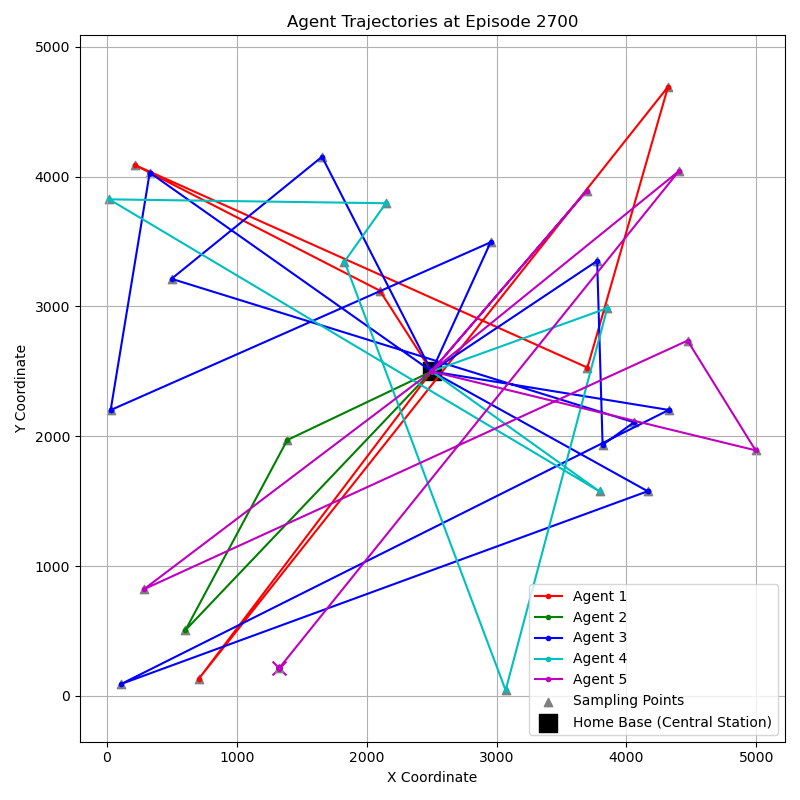 Agent Trajectories at Episode 2700
5000
4000
3000
2000
1000
0
Y Coordinate
0 1000 2000 3000 4000 5000
X Coordinate
Agent 1
Agent 2
Agent 3
Agent 4
Agent 5
Sampling Points
Home Base (Central Station)